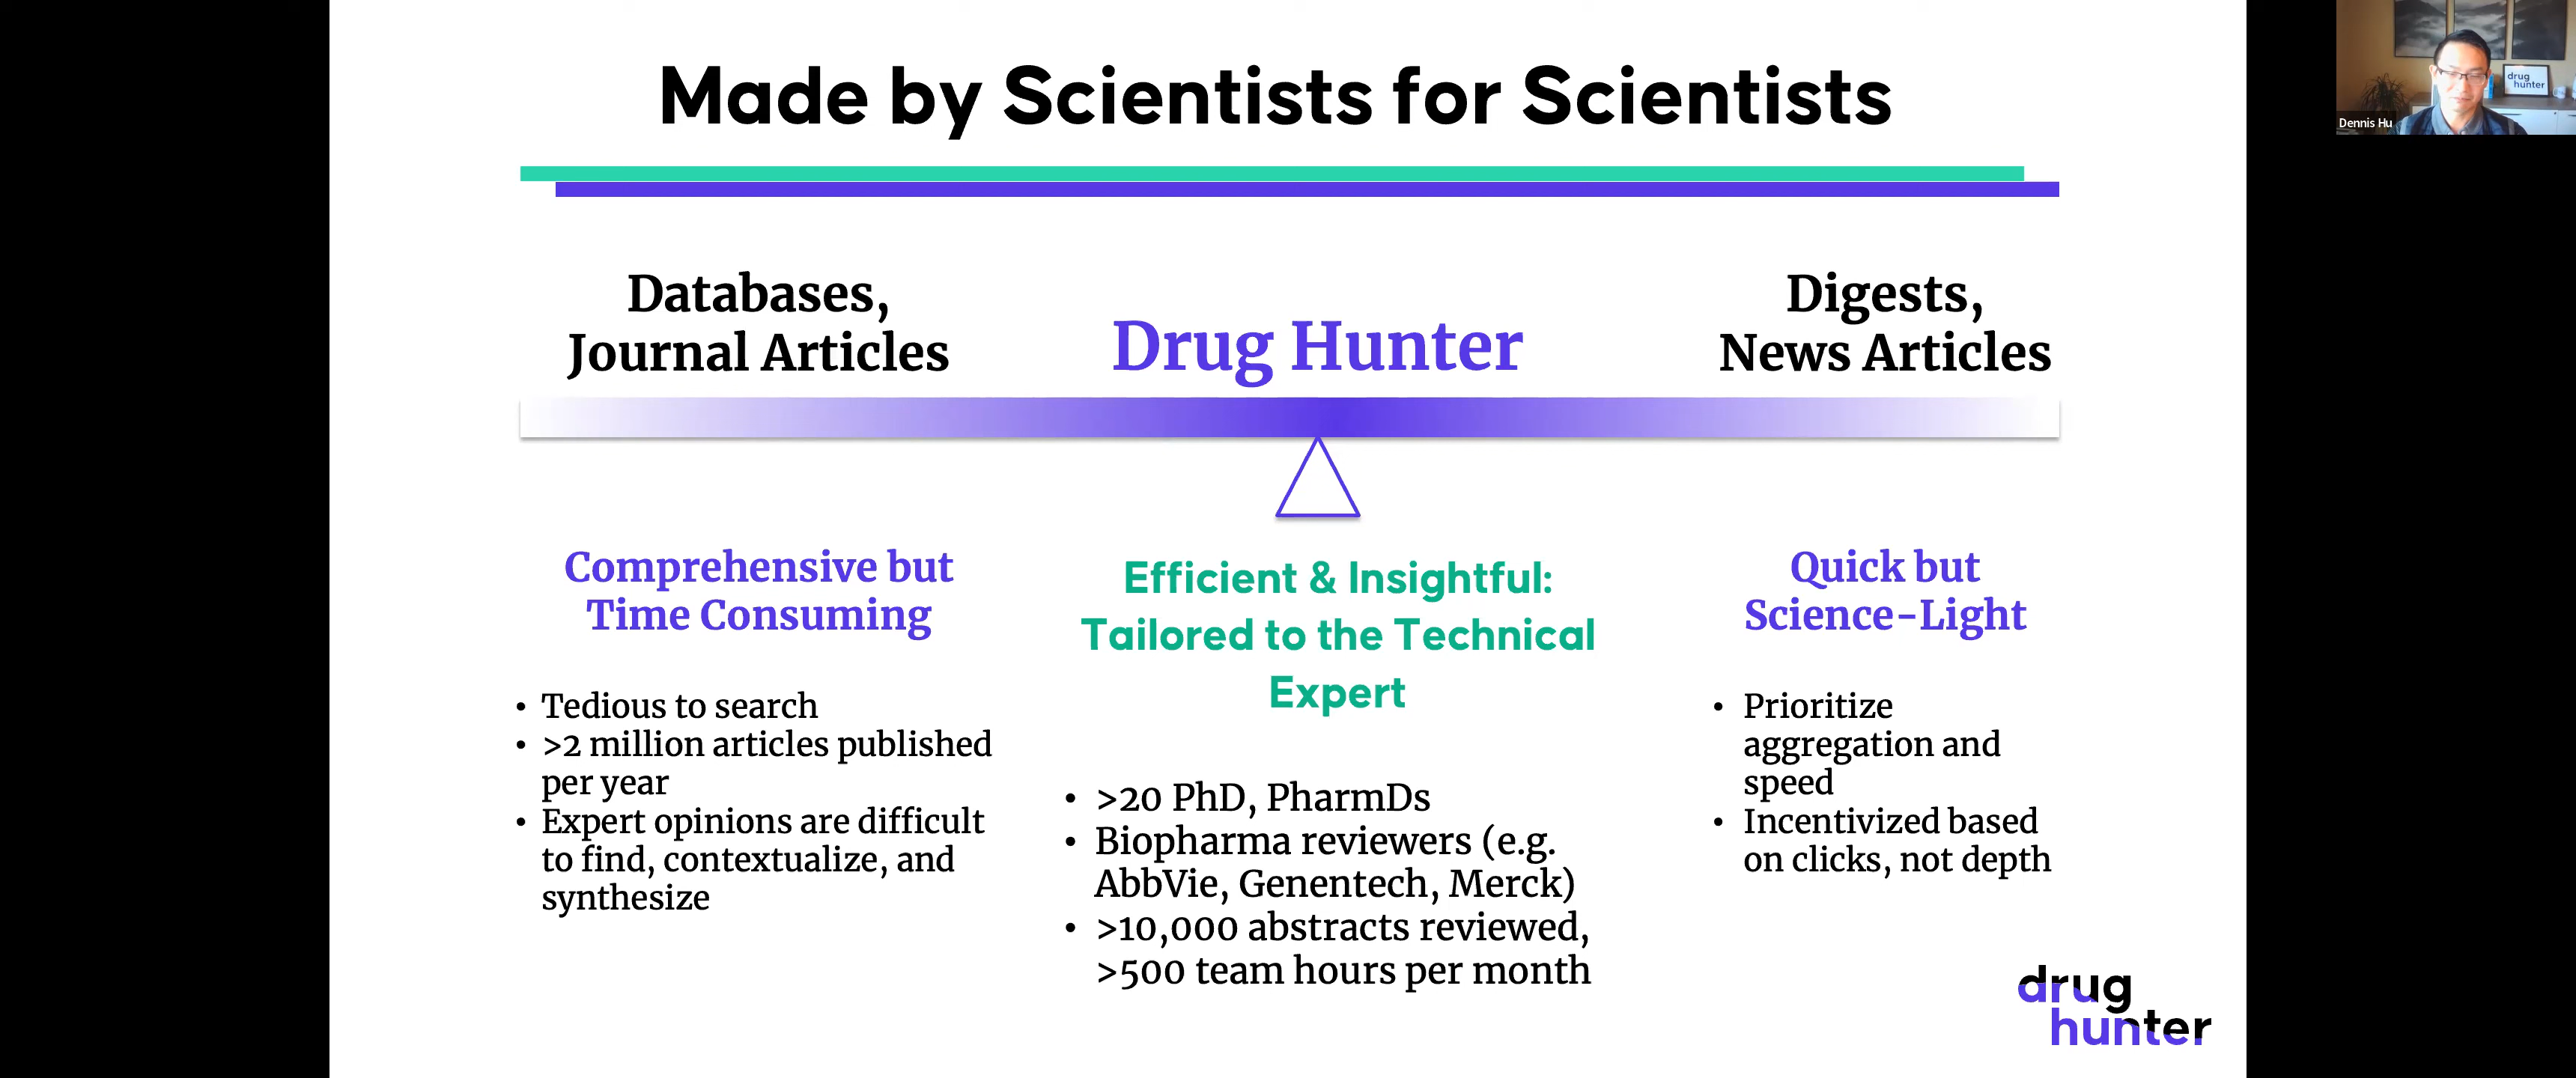 Made by Scientists for Scientists
Databases,
Journal Articles
Drug Hunter
Digests,
News Articles
Comprehensive but
Time Consuming
• Tedious to search
• >2 million articles published
per year
• Expert opinions are difficult
to find, contextualize, and
synthesize
Efficient & Insightful:
Tailored to the Technical
Expert
• >20 PhD, PharmDs
• Biopharma reviewers (e.g.
AbbVie, Genentech, Merck)
• >10,000 abstracts reviewed,
>500 team hours per month
Quick but
Science-Light
• Prioritize
aggregation and
speed
• Incentivized based
on clicks, not depth
drug
hunter
drug
hunter
Dennis Hu